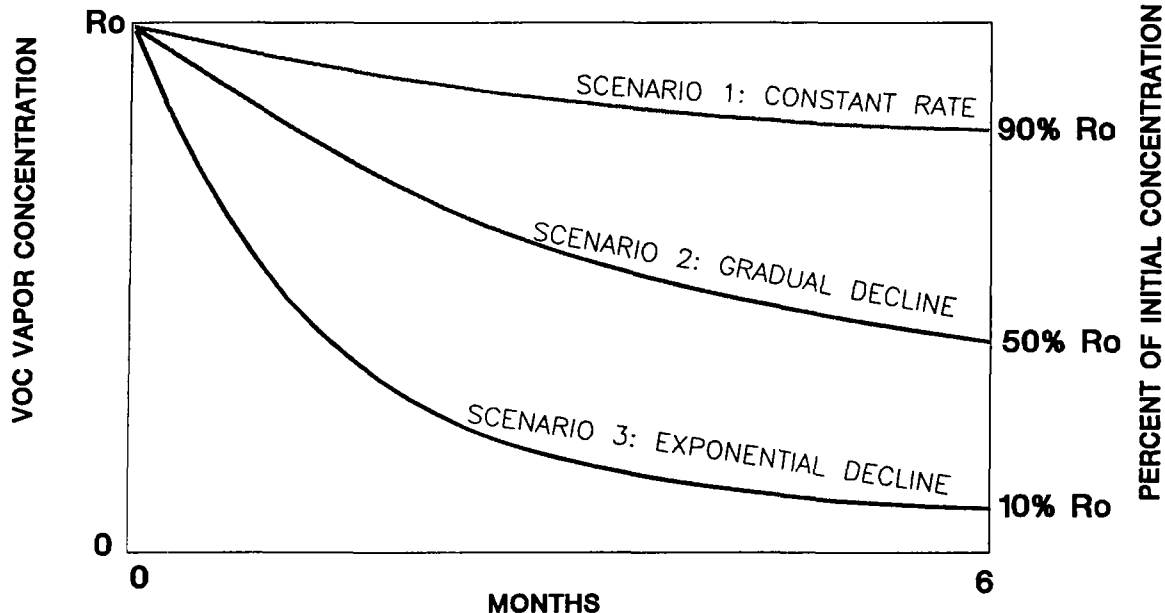 Ro
VOC VAPOR CONCENTRATION
SCENARIO 1: CONSTANT RATE
90% Ro
SCENARIO 2: GRADUAL DECLINE
50% Ro
SCENARIO 3: EXPONENTIAL DECLINE
10% Ro
PERCENT OF INITIAL CONCENTRATION
0
0
6
MONTHS